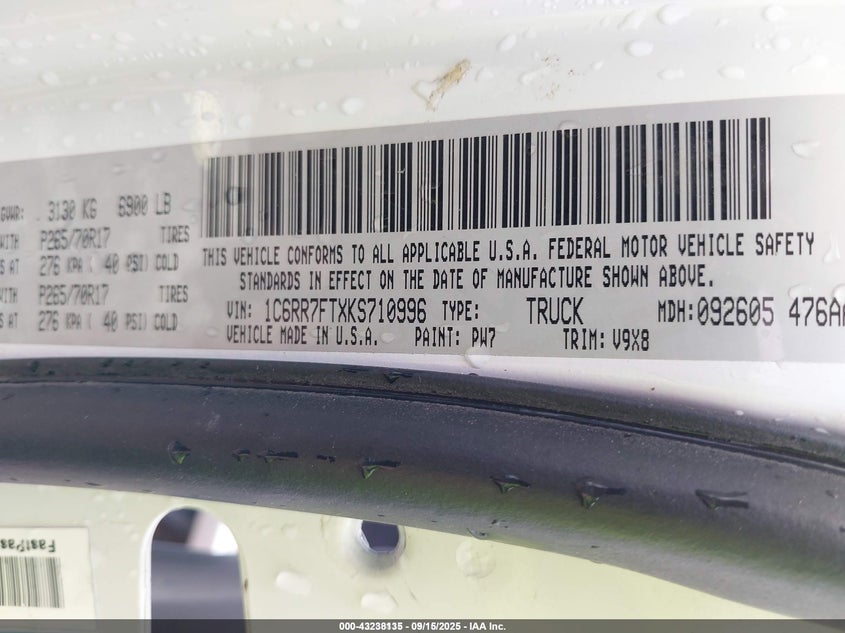 GVWR: 3130 KG 6900 LB
WITH P265/70R17 TIRES
AT 276 KPA ( 40 PSI) COLD
WITH P265/70R17 TIRES
AT 276 KPA ( 40 PSI) COLD
THIS VEHICLE CONFORMS TO ALL APPLICABLE U.S.A. FEDERAL MOTOR VEHICLE SAFETY
STANDARDS IN EFFECT ON THE DATE OF MANUFACTURE SHOWN ABOVE.
VIN: 1C6RR7FTXKS710996 TYPE: TRUCK MDH: 092605 476AA
VEHICLE MADE IN U.S.A. PAINT: PW7 TRIM: V9X8
FastPas
000-43238135 - 09/15/2025 - IAA Inc.